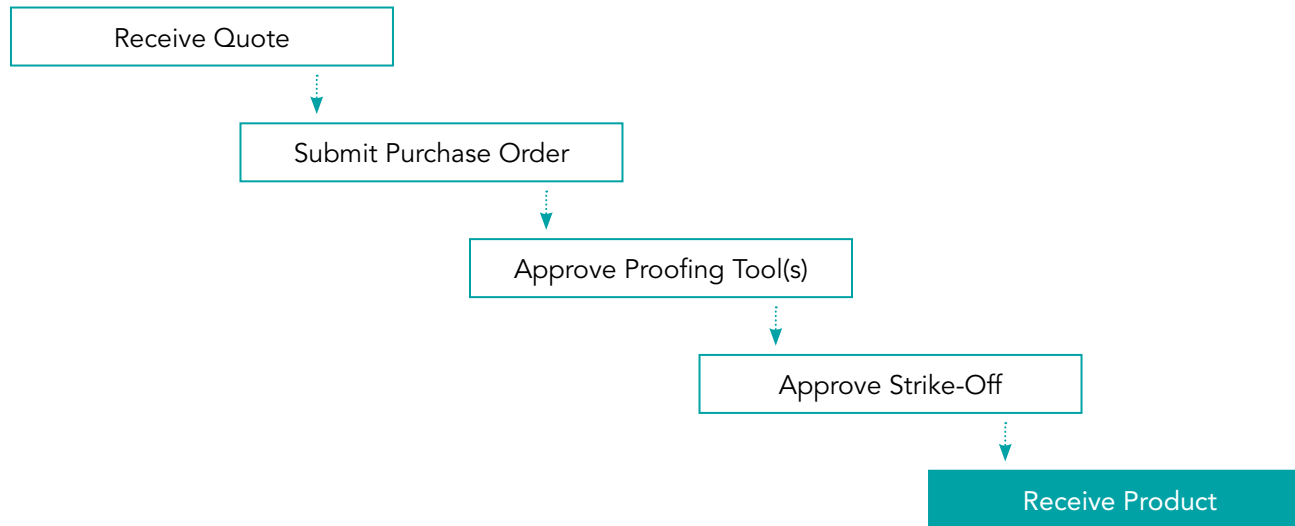 Receive Quote
Submit Purchase Order
Approve Proofing Tool(s)
Approve Strike-Off
Receive Product